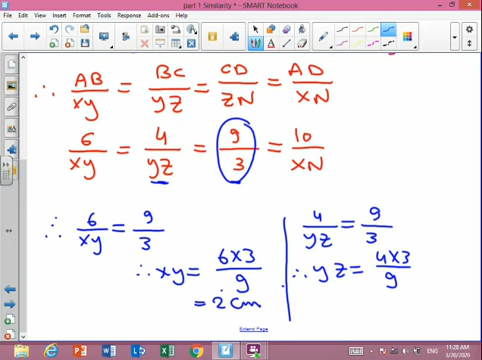 part 1 Similarity * - SMART Notebook
File Edit View Insert Format Tools Add-ons Response Help
∴ AB/xy = BC/yz = CD/ZN = AD/XN
6/xy = 4/yz = 9/3 = 10/XN
∴ 6/xy = 9/3
∴ xy = 6×3/9
= 2 cm
4/yz = 9/3
∴ yz = 4×3/9
Extend Page
ENG
11:28 AM
3/20/2020